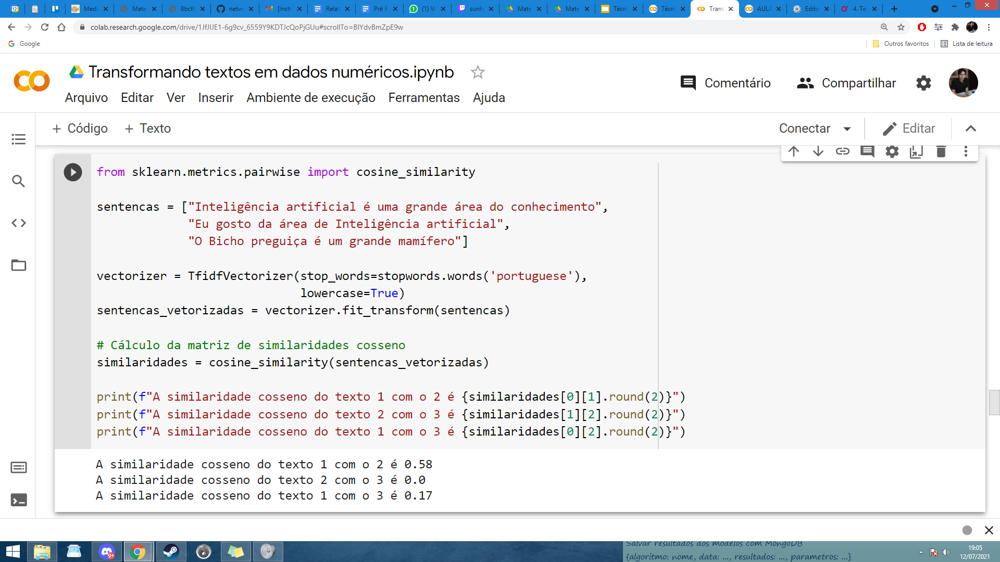 12
Medi
Mate
8bcf6
netw
[Instr
Relat
Pré R
(1) W
sunh
Mate
Mate
Técni
Técni
Trans
AULA
Edito
4. Te
colab.research.google.com/drive/
Google
Outros favoritos
Lista de leitura
Transformando textos em dados numéricos.ipynb
Comentário
Compartilhar
Arquivo Editar Ver Inserir Ambiente de execução Ferramentas Ajuda
+ Código + Texto
Conectar
Editar
from sklearn.metrics.pairwise import cosine_similarity
sentencas = ["Inteligência artificial é uma grande área do conhecimento",
"Eu gosto da área de Inteligência artificial",
"O Bicho preguiça é um grande mamífero"]
vectorizer = TfidfVectorizer(stop_words=stopwords.words('portuguese'),
lowercase=True)
sentencas_vetorizadas = vectorizer.fit_transform(sentencas)
# Cálculo da matriz de similaridades cosseno
similaridades = cosine_similarity(sentencas_vetorizadas)
print(f"A similaridade cosseno do texto 1 com o 2 é {similaridades[0][1].round(2)}")
print(f"A similaridade cosseno do texto 2 com o 3 é {similaridades[1][2].round(2)}")
print(f"A similaridade cosseno do texto 1 com o 3 é {similaridades[0][2].round(2)}")
A similaridade cosseno do texto 1 com o 2 é 0.58
A similaridade cosseno do texto 2 com o 3 é 0.0
A similaridade cosseno do texto 1 com o 3 é 0.17
9+
Salvar resultados dos modelos com MongoDB
{algoritmo: nome, data: ..., resultados: ..., parametros: ...}
19:05
12/07/2021